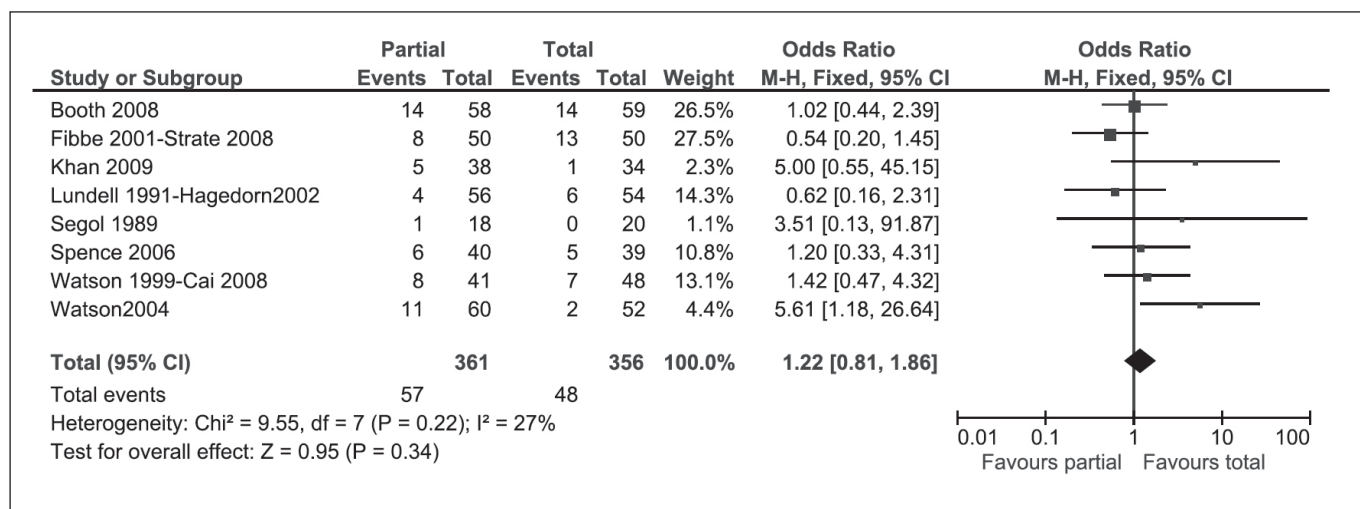 Partial Total Odds Ratio Odds Ratio
Study or Subgroup Events Total Events Total Weight M-H, Fixed, 95% CI M-H, Fixed, 95% CI
Booth 2008 14 58 14 59 26.5% 1.02 [0.44, 2.39]
Fibbe 2001-Strate 2008 8 50 13 50 27.5% 0.54 [0.20, 1.45]
Khan 2009 5 38 1 34 2.3% 5.00 [0.55, 45.15]
Lundell 1991-Hagedorn2002 4 56 6 54 14.3% 0.62 [0.16, 2.31]
Segol 1989 1 18 0 20 1.1% 3.51 [0.13, 91.87]
Spence 2006 6 40 5 39 10.8% 1.20 [0.33, 4.31]
Watson 1999-Cai 2008 8 41 7 48 13.1% 1.42 [0.47, 4.32]
Watson2004 11 60 2 52 4.4% 5.61 [1.18, 26.64]
Total (95% CI) 361 356 100.0% 1.22 [0.81, 1.86]
Total events 57 48
Heterogeneity: Chi² = 9.55, df = 7 (P = 0.22); I² = 27%
Test for overall effect: Z = 0.95 (P = 0.34)
0.01 0.1 1 10 100
Favours partial Favours total